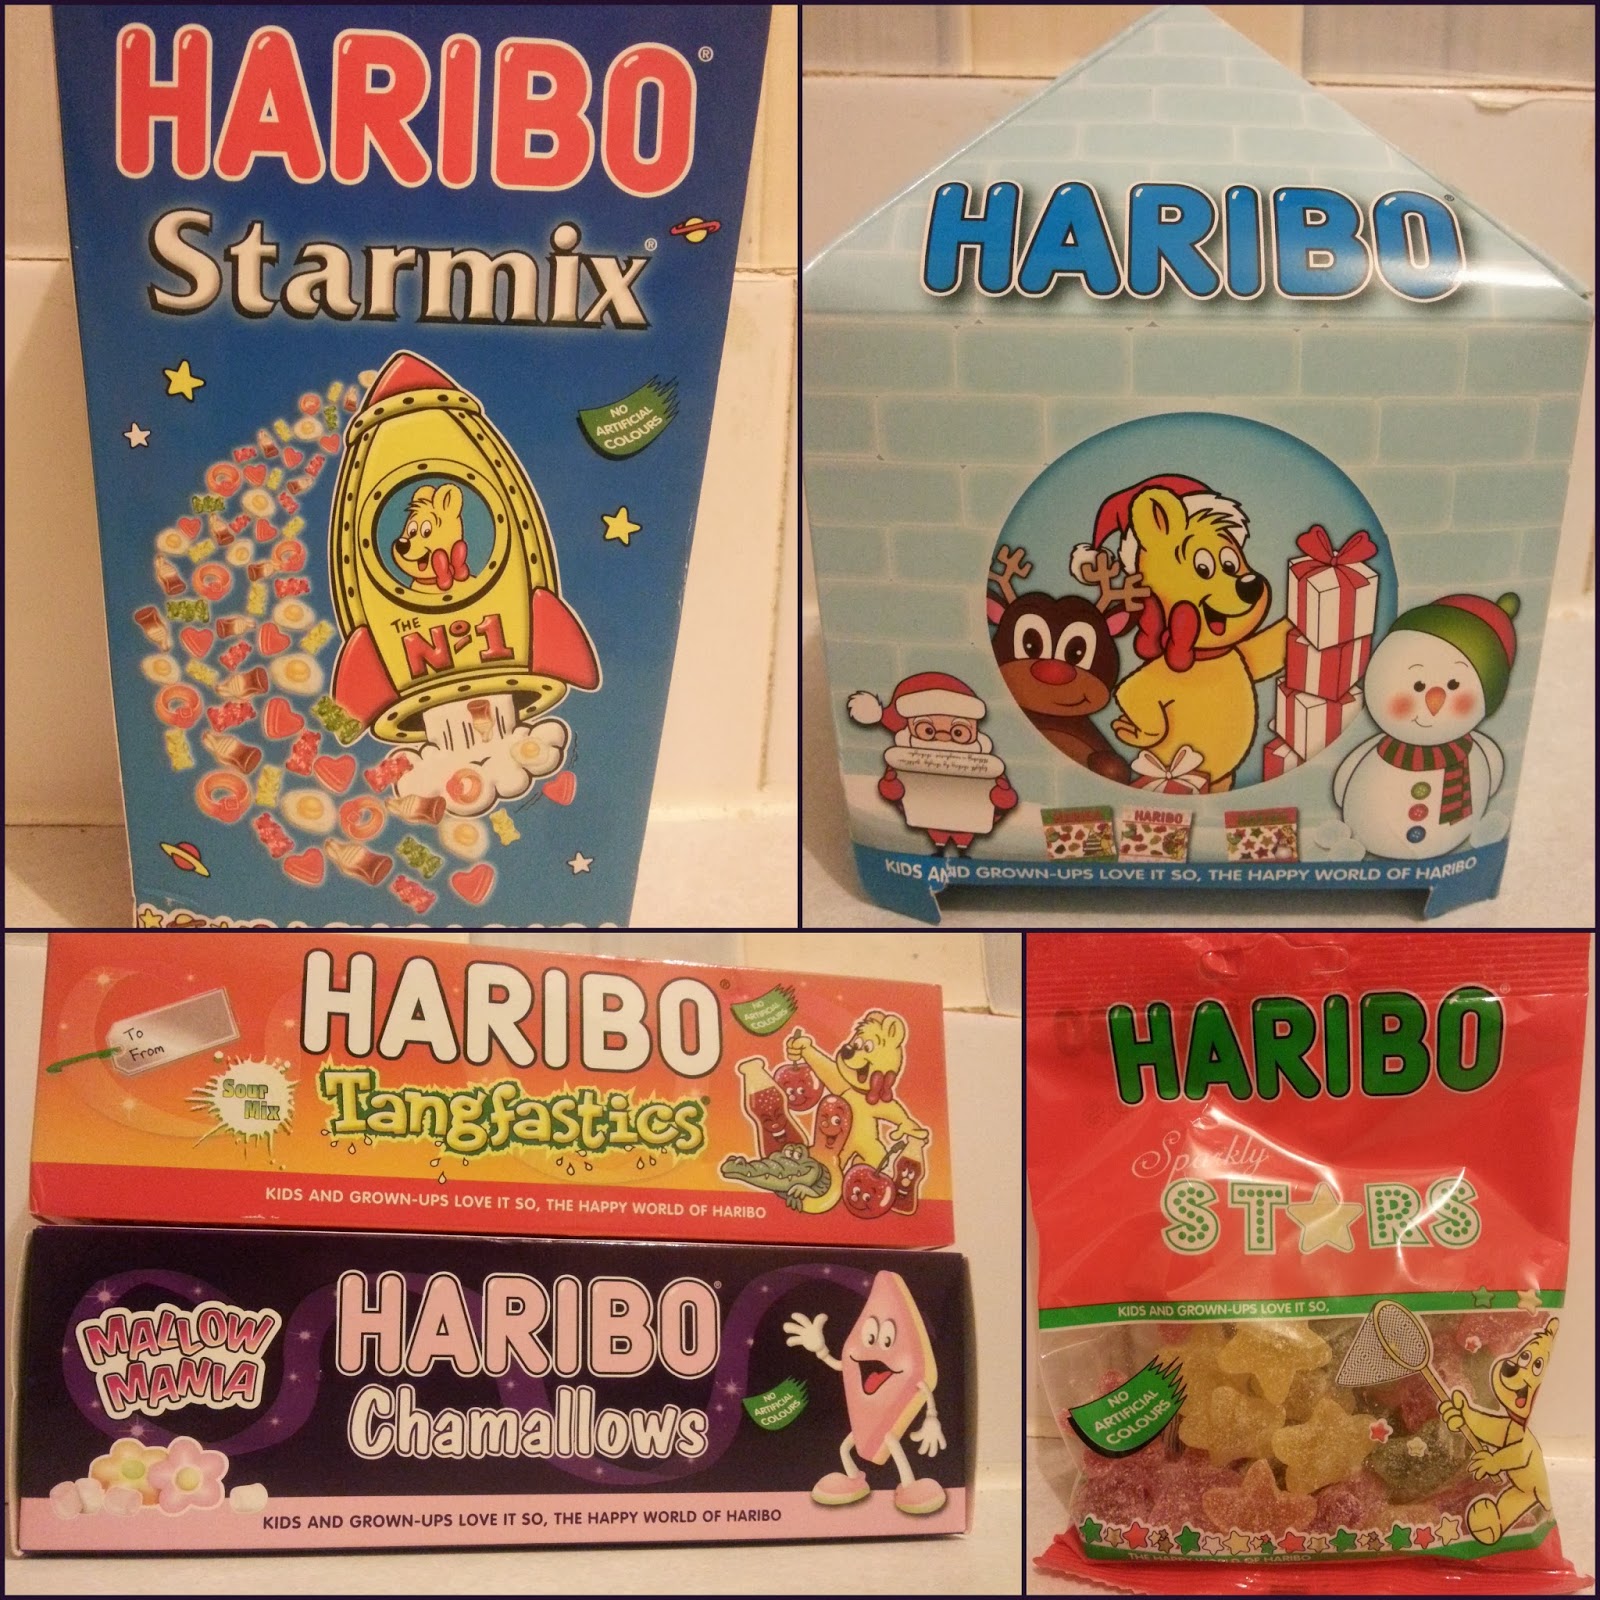 HARIBO®
Starmix®
NO
ARTIFICIAL
COLOURS
THE
Nº1
HARIBO®
HARIBO
KIDS AND GROWN-UPS LOVE IT SO, THE HAPPY WORLD OF HARIBO
HARIBO®
To
From
NO
ARTIFICIAL
COLOURS
Sour
Mix
Tangfastics®
KIDS AND GROWN-UPS LOVE IT SO, THE HAPPY WORLD OF HARIBO
HARIBO®
MALLOW
MANIA
Chamallows
NO
ARTIFICIAL
COLOURS
KIDS AND GROWN-UPS LOVE IT SO, THE HAPPY WORLD OF HARIBO
HARIBO®
Sparkly
STARS
KIDS AND GROWN-UPS LOVE IT SO,
NO
ARTIFICIAL
COLOURS
THE HAPPY WORLD OF HARIBO